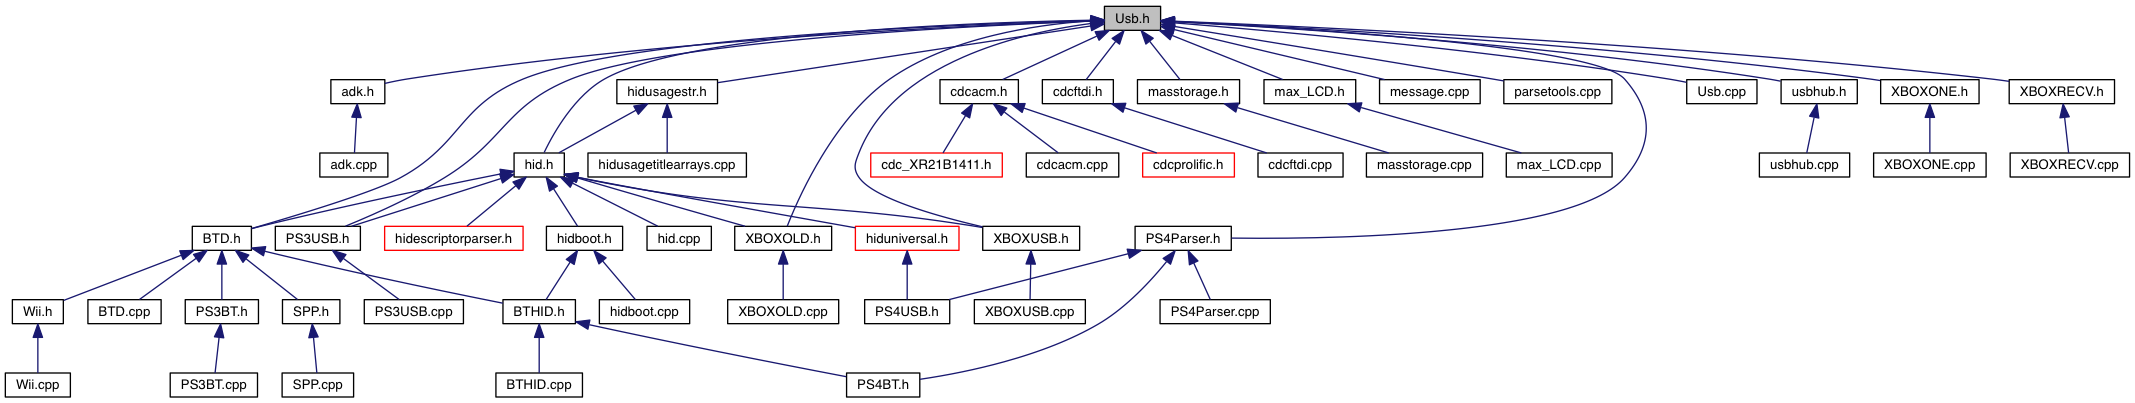 Usb.h
adk.h
hidusagestr.h
cdcacm.h
cdcftdi.h
masstorage.h
max_LCD.h
message.cpp
parsetools.cpp
Usb.cpp
usbhub.h
XBOXONE.h
XBOXRECV.h
adk.cpp
hid.h
hidusagetitlearrays.cpp
cdc_XR21B1411.h
cdcacm.cpp
cdcprolific.h
cdcftdi.cpp
masstorage.cpp
max_LCD.cpp
usbhub.cpp
XBOXONE.cpp
XBOXRECV.cpp
BTD.h
PS3USB.h
hidescriptorparser.h
hidboot.h
hid.cpp
XBOXOLD.h
hiduniversal.h
XBOXUSB.h
PS4Parser.h
Wii.h
BTD.cpp
PS3BT.h
SPP.h
PS3USB.cpp
BTHID.h
hidboot.cpp
XBOXOLD.cpp
PS4USB.h
XBOXUSB.cpp
PS4Parser.cpp
Wii.cpp
PS3BT.cpp
SPP.cpp
BTHID.cpp
PS4BT.h